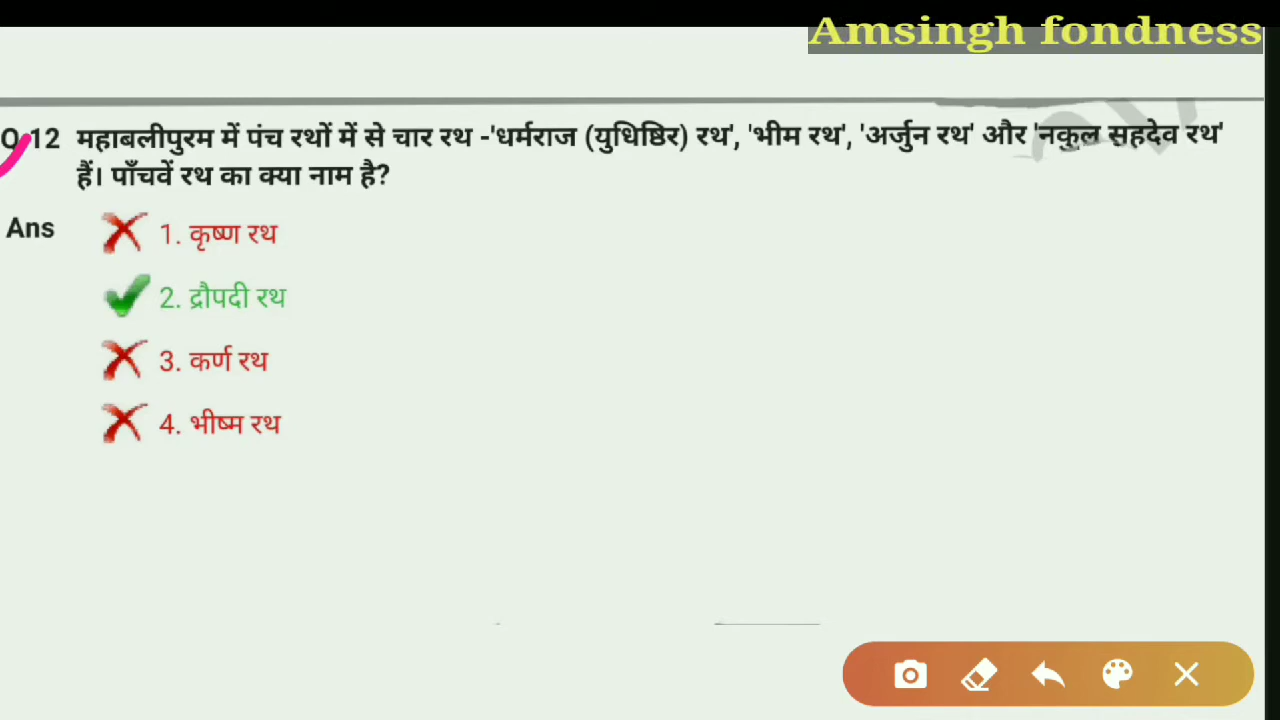 Amsingh fondness
Q.12 महाबलीपुरम में पंच रथों में से चार रथ -'धर्मराज (युधिष्ठिर) रथ', 'भीम रथ', 'अर्जुन रथ' और 'नकुल सहदेव रथ'
हैं। पाँचवें रथ का क्या नाम है?
Ans 1. कृष्ण रथ
2. द्रौपदी रथ
3. कर्ण रथ
4. भीष्म रथ